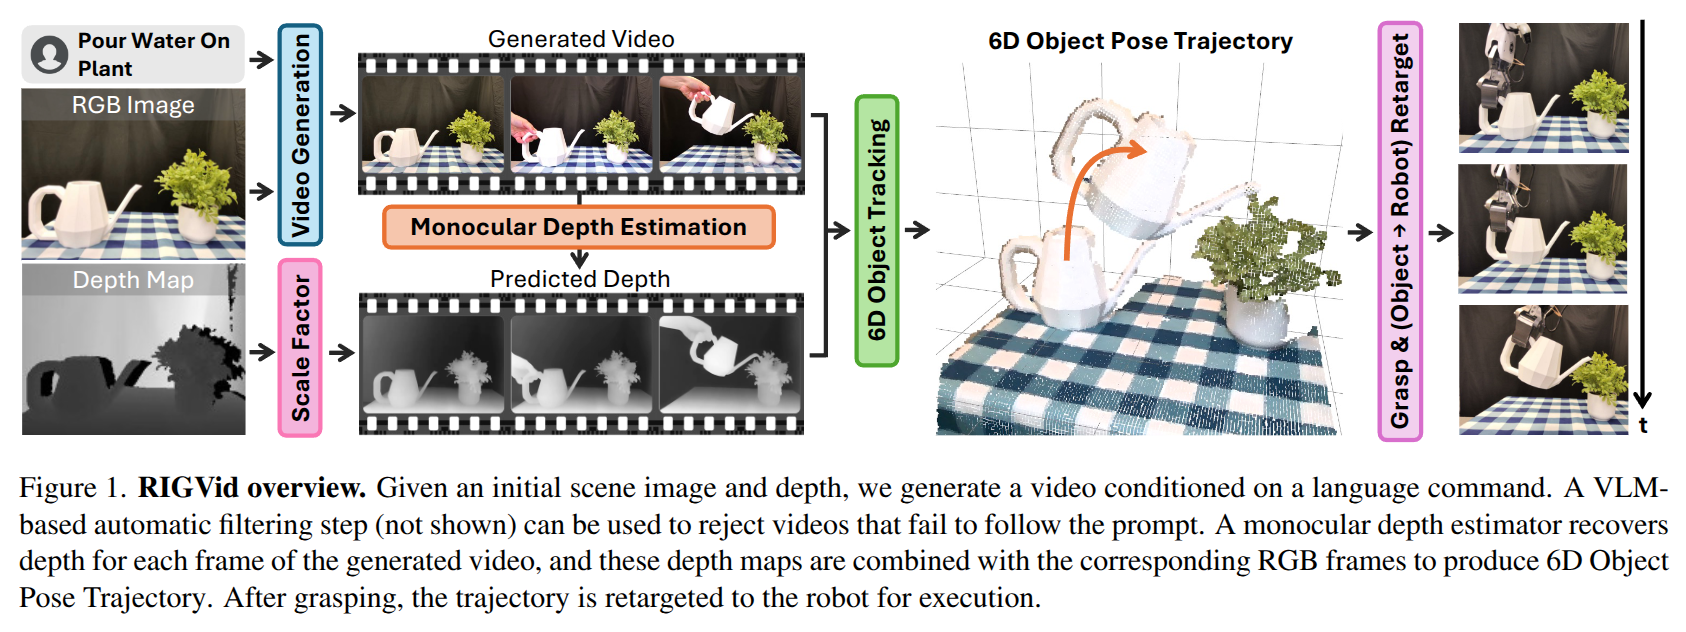 Pour Water On
Plant
RGB Image
Depth Map
Video Generation
Scale Factor
Generated Video
Monocular Depth Estimation
Predicted Depth
6D Object Tracking
6D Object Pose Trajectory
Grasp & (Object → Robot) Retarget
t
Figure 1. RIGVid overview. Given an initial scene image and depth, we generate a video conditioned on a language command. A VLM-
based automatic filtering step (not shown) can be used to reject videos that fail to follow the prompt. A monocular depth estimator recovers
depth for each frame of the generated video, and these depth maps are combined with the corresponding RGB frames to produce 6D Object
Pose Trajectory. After grasping, the trajectory is retargeted to the robot for execution.